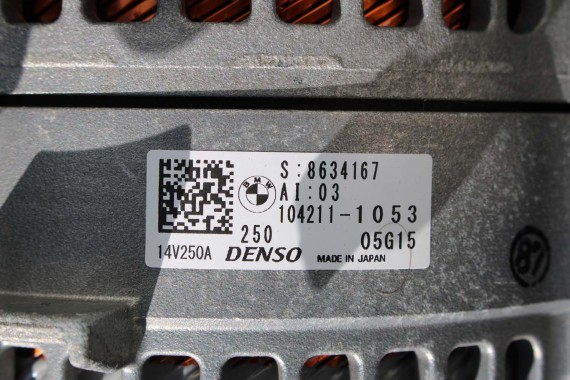 S:8634167
BMW
AI:03
104211-1053
250 05G15
14V250A DENSO MADE IN JAPAN
87